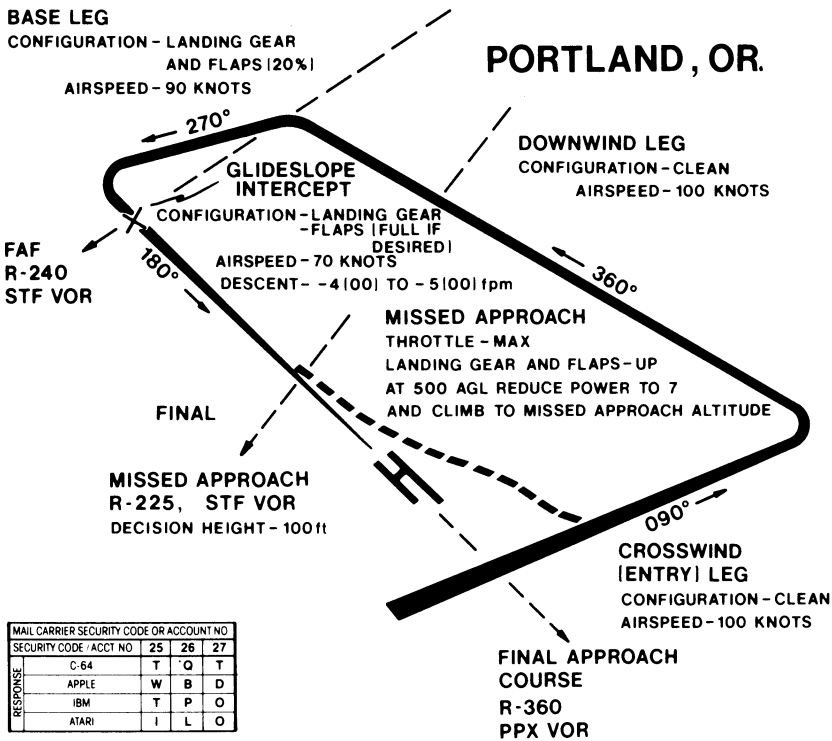 BASE LEG
CONFIGURATION - LANDING GEAR
AND FLAPS (20%)
AIRSPEED - 90 KNOTS
PORTLAND, OR.
270°
DOWNWIND LEG
CONFIGURATION - CLEAN
AIRSPEED - 100 KNOTS
GLIDESLOPE
INTERCEPT
CONFIGURATION - LANDING GEAR
- FLAPS (FULL IF
DESIRED)
AIRSPEED - 70 KNOTS
DESCENT - -4(00) TO -5(00) fpm
FAF
R-240
STF VOR
180°
360°
MISSED APPROACH
THROTTLE - MAX
LANDING GEAR AND FLAPS - UP
AT 500 AGL REDUCE POWER TO 7
AND CLIMB TO MISSED APPROACH ALTITUDE
FINAL
MISSED APPROACH
R-225, STF VOR
DECISION HEIGHT - 100 ft
090°
CROSSWIND
(ENTRY) LEG
CONFIGURATION - CLEAN
AIRSPEED - 100 KNOTS
FINAL APPROACH
COURSE
R-360
PPX VOR
MAIL CARRIER SECURITY CODE OR ACCOUNT NO
SECURITY CODE / ACCT NO 25 26 27
RESPONSE
C-64 T Q T
APPLE W B D
IBM T P O
ATARI I L O